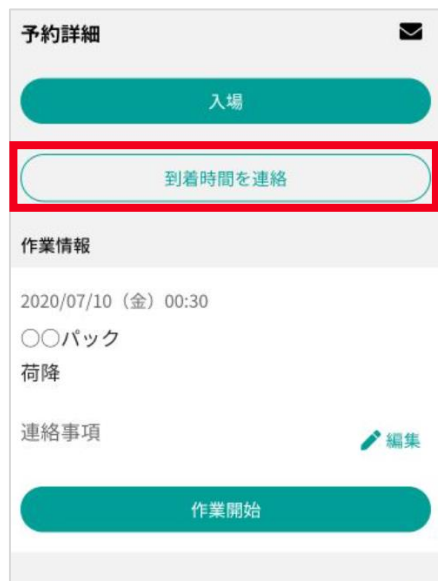 予約詳細
入場
到着時間を連絡
作業情報
2020/07/10（金）00:30
○○パック
荷降
連絡事項
編集
作業開始